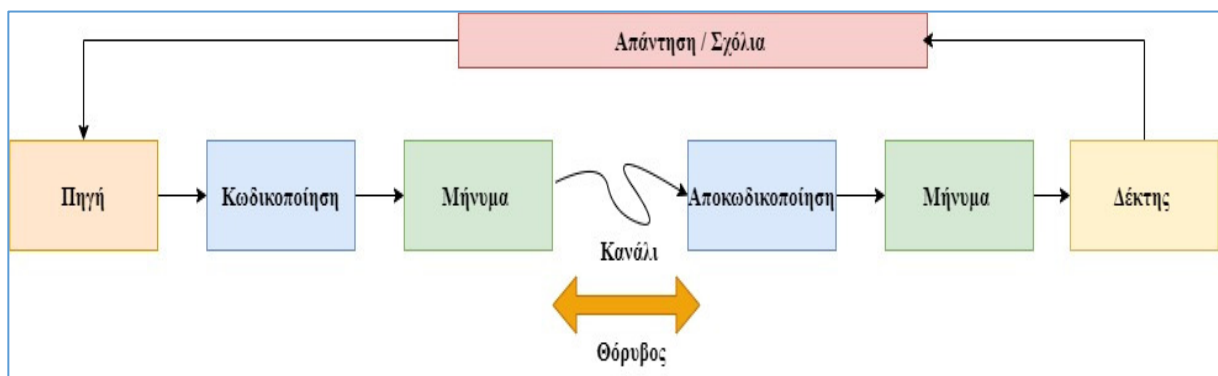 Απάντηση / Σχόλια
Πηγή
Κωδικοποίηση
Μήνυμα
Κανάλι
Θόρυβος
Αποκωδικοποίηση
Μήνυμα
Δέκτης